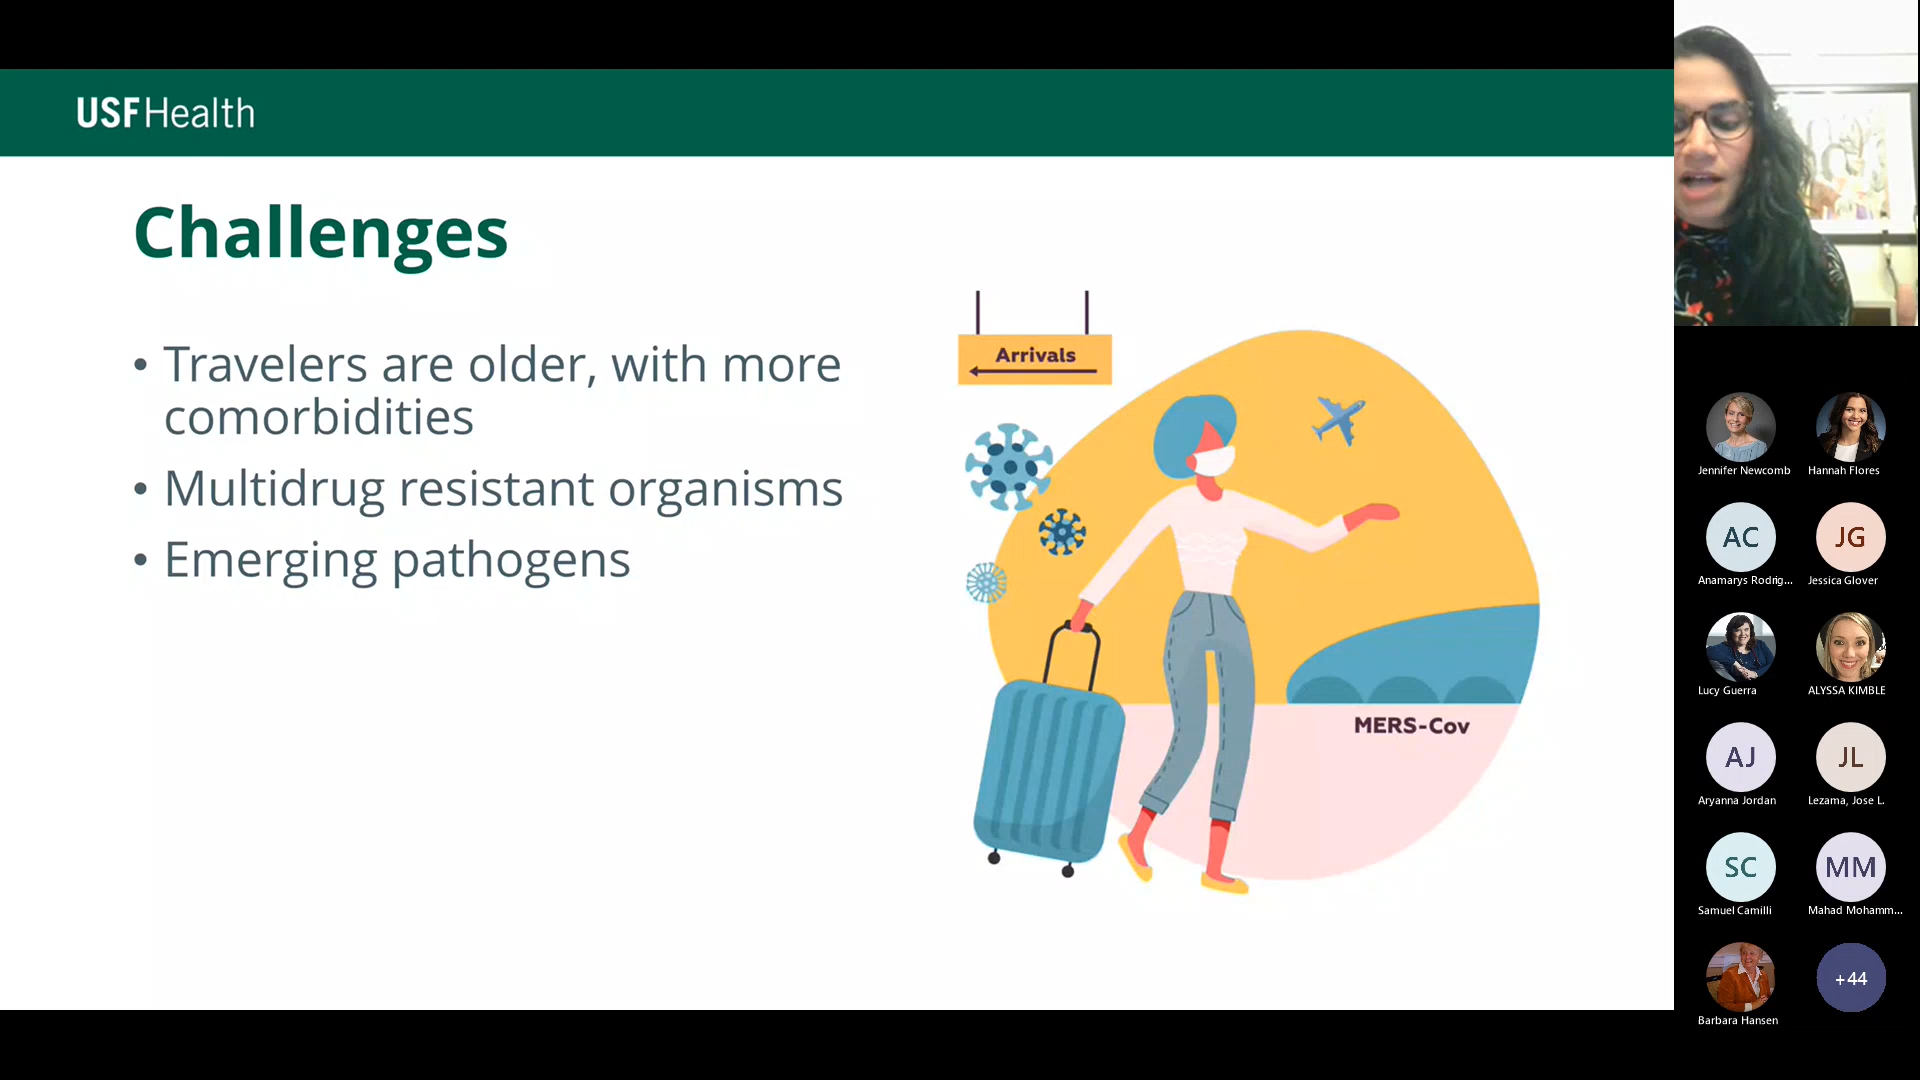 USF Health
Challenges
• Travelers are older, with more
comorbidities
• Multidrug resistant organisms
• Emerging pathogens
Arrivals
MERS-Cov
Jennifer Newcomb
Hannah Flores
AC
JG
Anamarys Rodrig...
Jessica Glover
Lucy Guerra
ALYSSA KIMBLE
AJ
JL
Aryanna Jordan
Lezama, Jose L.
SC
MM
Samuel Camilli
Mahad Mohamm...
+44
Barbara Hansen